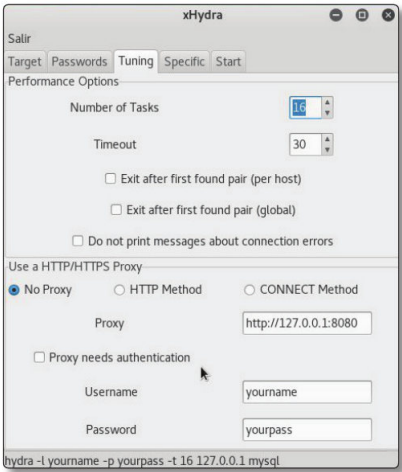 xHydra
Salir
Target Passwords Tuning Specific Start
Performance Options
Number of Tasks 16
Timeout 30
Exit after first found pair (per host)
Exit after first found pair (global)
Do not print messages about connection errors
Use a HTTP/HTTPS Proxy
No Proxy HTTP Method CONNECT Method
Proxy http://127.0.0.1:8080
Proxy needs authentication
Username yourname
Password yourpass
hydra -l yourname -p yourpass -t 16 127.0.0.1 mysql